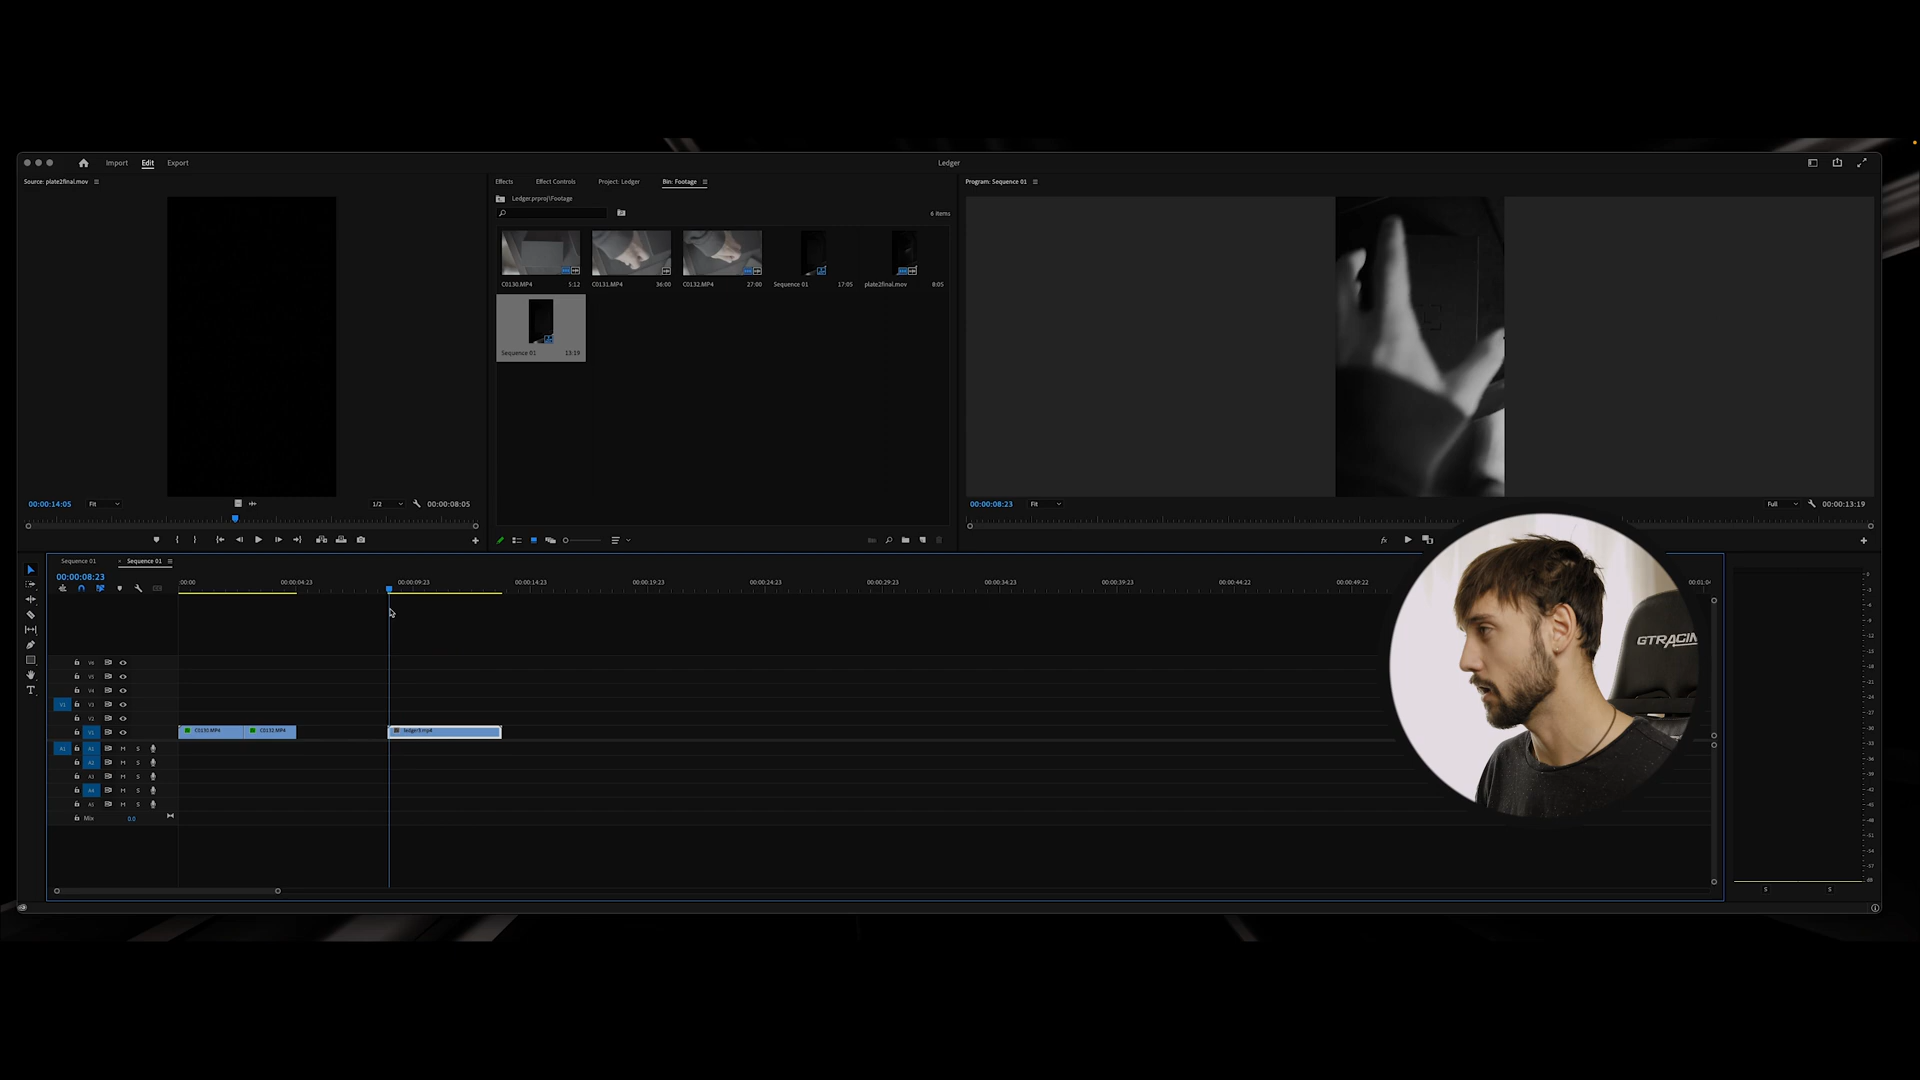 Import Edit Export
Ledger
Source: plate2final.mov
Effects Effect Controls Project: Ledger Bin: Footage
Program: Sequence 01
Ledger.prproj\Footage
6 Items
C0130.MP4 5:12
C0131.MP4 36:00
C0132.MP4 27:00
Sequence 01 17:05
plate2final.mov 8:05
Sequence 01 13:19
00:00:14:05 Fit 1/2 00:00:08:05
00:00:08:23 Fit Full 00:00:13:19
fx
Sequence 01 Sequence 01
00:00:08:23
:00:00 00:00:04:23 00:00:09:23 00:00:14:23 00:00:19:23 00:00:24:23 00:00:29:23 00:00:34:23 00:00:39:23 00:00:44:22 00:00:49:22 00:01:04
V6
V5
V4
V1 V3
V2
V1 C0130.MP4 C0132.MP4 ledger3.mp4
A1 A1 M S
A2 M S
A3 M S
A4 M S
A5 M S
Mix 0.0
GTRACIN
S S